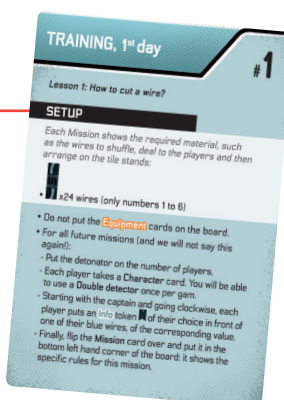 TRAINING, 1st day
#1
Lesson 1: How to cut a wire?
SETUP
Each Mission shows the required material, such
as the wires to shuffle, deal to the players and then
arrange on the tile stands:
• x24 wires (only numbers 1 to 6)
• Do not put the Equipment cards on the board.
• For all future missions (and we will not say this
again!):
- Put the detonator on the number of players.
- Each player takes a Character card. You will be able
to use a Double detector once per gam.
- Starting with the captain and going clockwise, each
player puts an Info token of their choice in front of
one of their blue wires, of the corresponding value.
- Finally, flip the Mission card over and put it in the
bottom left hand corner of the board: it shows the
specific rules for this mission.